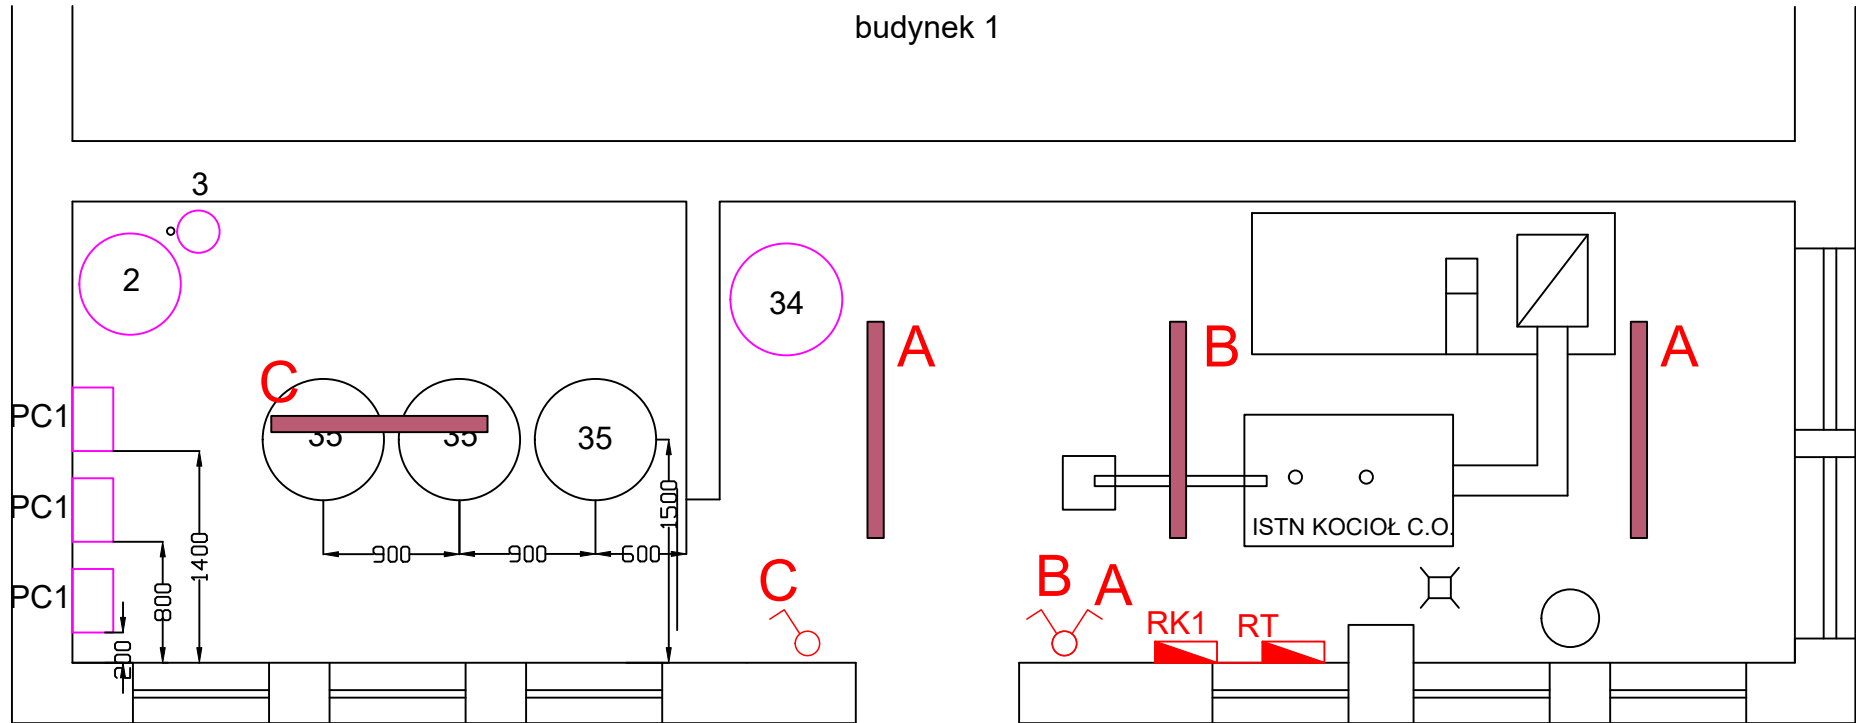 budynek 1
3
2
34
A
B
A
C
PC1
35
35
35
PC1
1500
ISTN KOCIOŁ C.O.
1400
900
900
600
C
B
A
PC1
800
RK1
RT
200